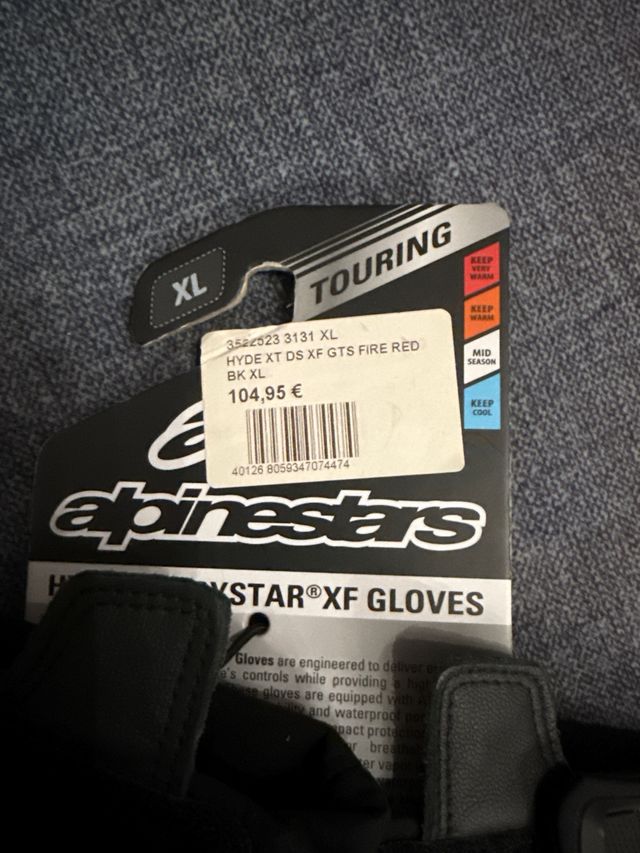 XL
TOURING
KEEP
VERY
WARM
KEEP
WARM
MID
SEASON
KEEP
COOL
3522523 3131 XL
HYDE XT DS XF GTS FIRE RED
BK XL
104,95 €
40126 8059347074474
alpinestars
YSTAR® XF GLOVES
Gloves are engineered to deliver
's controls while providing a
gloves are equipped with
and waterproof
protection